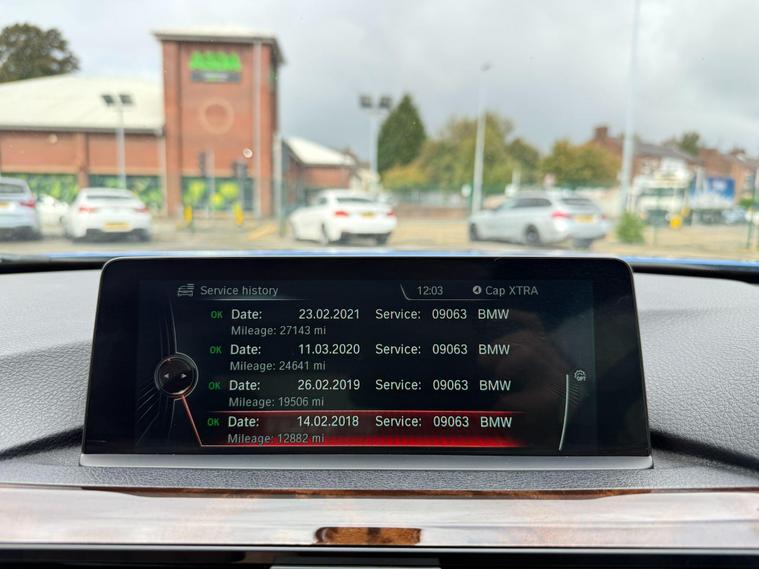 ASDA
Service history 12:03 Cap XTRA
OK Date: 23.02.2021 Service: 09063 BMW
Mileage: 27143 mi
OK Date: 11.03.2020 Service: 09063 BMW
Mileage: 24641 mi
OK Date: 26.02.2019 Service: 09063 BMW
Mileage: 19506 mi
OK Date: 14.02.2018 Service: 09063 BMW
Mileage: 12882 mi
OPT